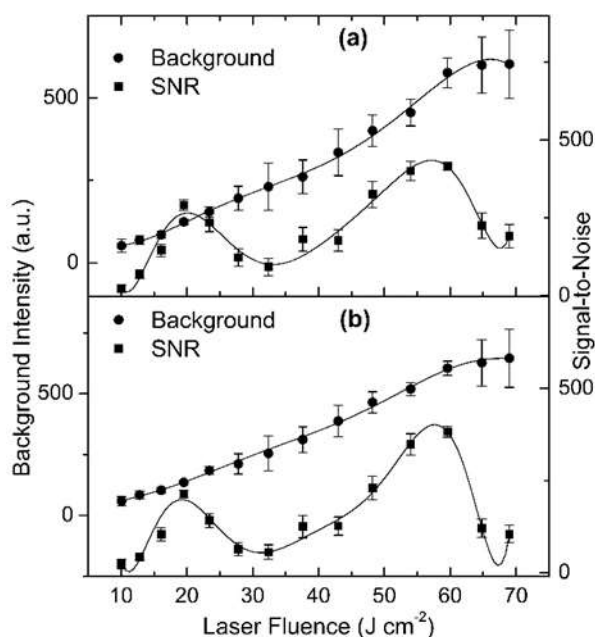 (a)
Background
SNR
500
0
500
0
Background Intensity (a.u.)
Signal-to-Noise
(b)
Background
SNR
500
0
500
0
10 20 30 40 50 60 70
Laser Fluence (J cm-2)